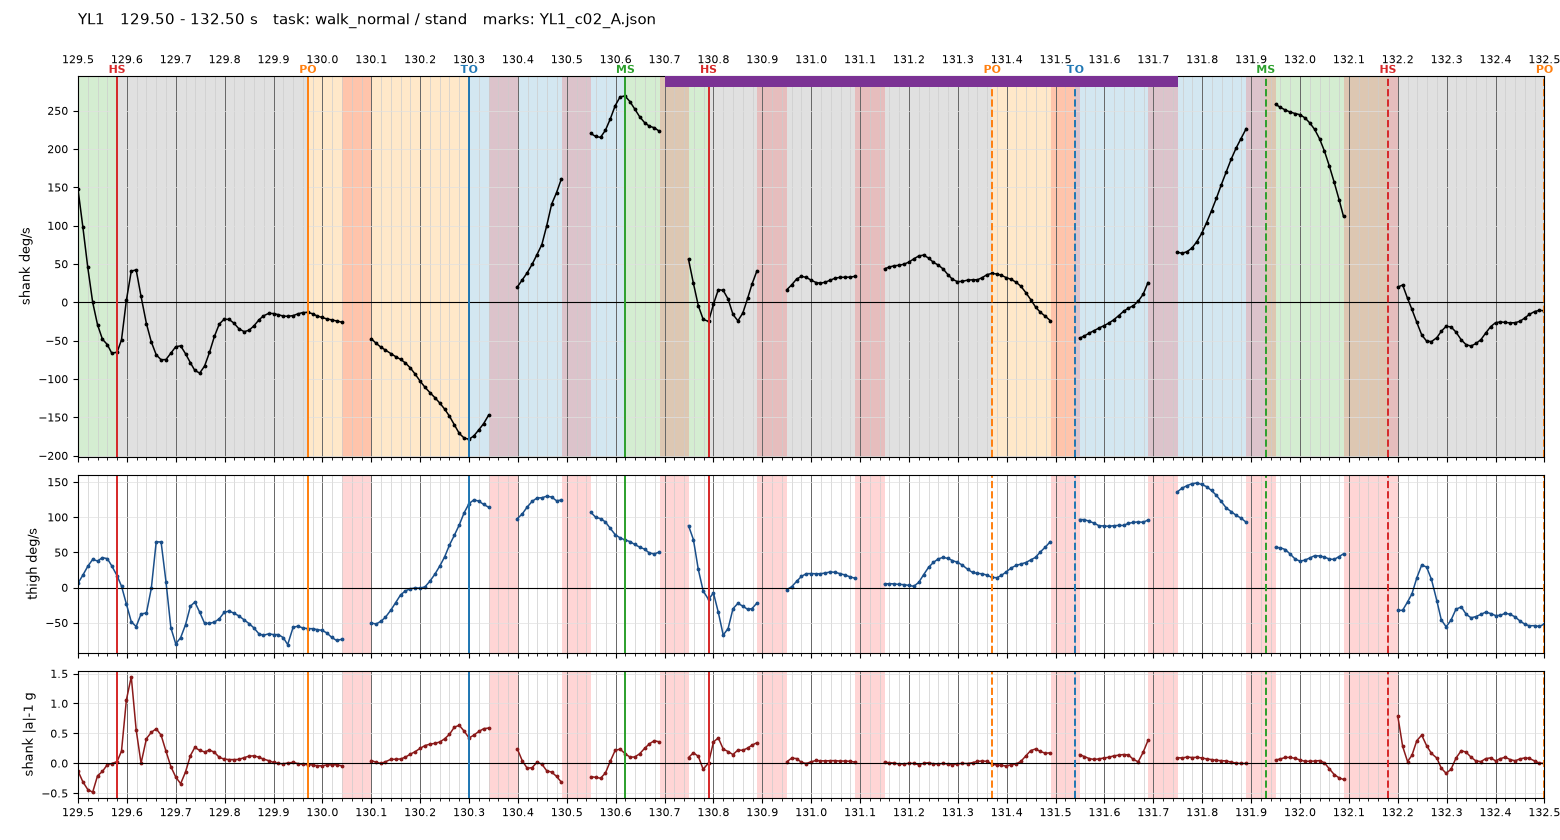 YL1   129.50 - 132.50 s   task: walk_normal / stand   marks: YL1_c02_A.json
129.5 129.6 129.7 129.8 129.9 130.0 130.1 130.2 130.3 130.4 130.5 130.6 130.7 130.8 130.9 131.0 131.1 131.2 131.3 131.4 131.5 131.6 131.7 131.8 131.9 132.0 132.1 132.2 132.3 132.4 132.5
HS PO TO MS HS PO TO MS HS PO
shank deg/s
250
200
150
100
50
0
−50
−100
−150
−200
thigh deg/s
150
100
50
0
−50
shank |a|-1 g
1.5
1.0
0.5
0.0
−0.5
129.5 129.6 129.7 129.8 129.9 130.0 130.1 130.2 130.3 130.4 130.5 130.6 130.7 130.8 130.9 131.0 131.1 131.2 131.3 131.4 131.5 131.6 131.7 131.8 131.9 132.0 132.1 132.2 132.3 132.4 132.5